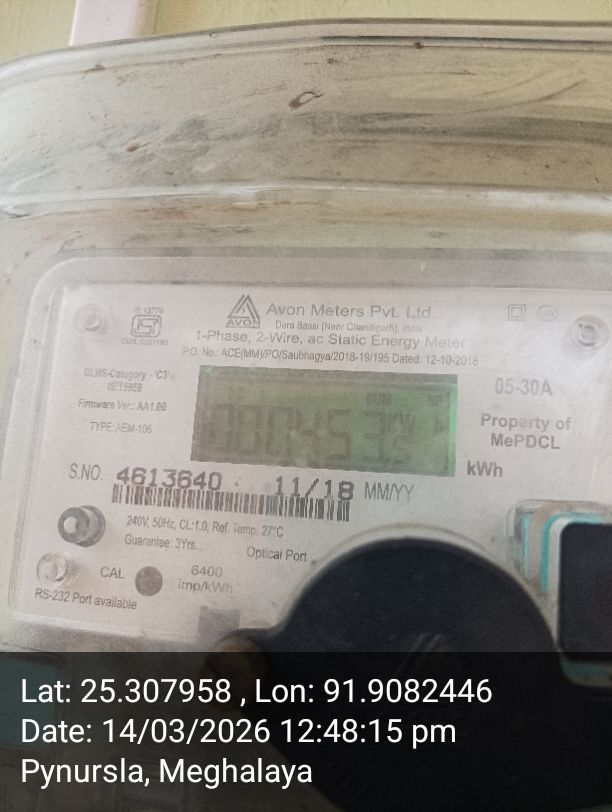 IS.13779
ISI
Avon Meters Pvt. Ltd.
AVON
Dera Bassi (Near Chandigarh), India
1-Phase, 2-Wire, ac Static Energy Meter
P.O. No.: ACE(MM)/PO/Saubhagya/2018-19/195 Dated: 12-10-2018
DLMS-Category - 'C3'
IS:15959
Firmware Ver.: AA1.00
TYPE: AEM-106
05-30A
Property of
MePDCL
kWh
S.NO. 4613640 11/18 MM/YY
240V, 50Hz, CL:1.0, Ref. Temp. 27°C
Guarantee: 3Yrs.
Optical Port
CAL
6400
imp/kWh
RS-232 Port available
Lat: 25.307958 , Lon: 91.9082446
Date: 14/03/2026 12:48:15 pm
Pynursla, Meghalaya